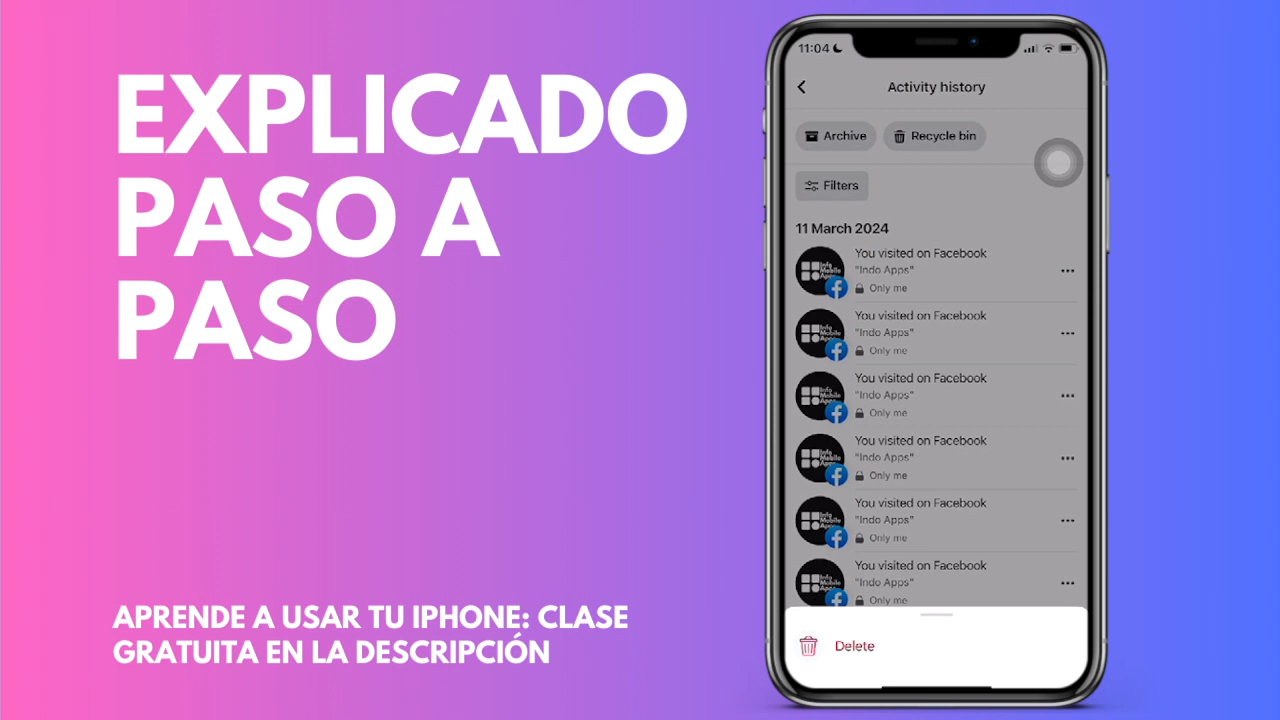 EXPLICADO
PASO A
PASO
APRENDE A USAR TU IPHONE: CLASE
GRATUITA EN LA DESCRIPCIÓN
11:04
Activity history
Archive
Recycle bin
Filters
11 March 2024
You visited on Facebook
"Indo Apps"
Only me
You visited on Facebook
"Indo Apps"
Only me
You visited on Facebook
"Indo Apps"
Only me
You visited on Facebook
"Indo Apps"
Only me
You visited on Facebook
"Indo Apps"
Only me
You visited on Facebook
"Indo Apps"
Only me
Delete